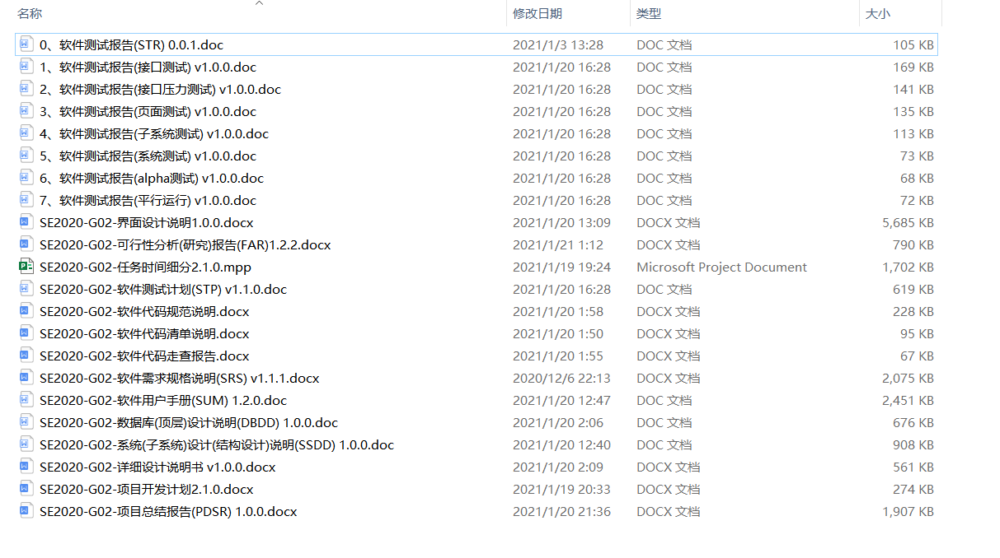 名称 修改日期 类型 大小
0、软件测试报告(STR) 0.0.1.doc 2021/1/3 13:28 DOC 文档 105 KB
1、软件测试报告(接口测试) v1.0.0.doc 2021/1/20 16:28 DOC 文档 169 KB
2、软件测试报告(接口压力测试) v1.0.0.doc 2021/1/20 16:28 DOC 文档 141 KB
3、软件测试报告(页面测试) v1.0.0.doc 2021/1/20 16:28 DOC 文档 135 KB
4、软件测试报告(子系统测试) v1.0.0.doc 2021/1/20 16:28 DOC 文档 113 KB
5、软件测试报告(系统测试) v1.0.0.doc 2021/1/20 16:28 DOC 文档 73 KB
6、软件测试报告(alpha测试) v1.0.0.doc 2021/1/20 16:28 DOC 文档 68 KB
7、软件测试报告(平行运行) v1.0.0.doc 2021/1/20 16:28 DOC 文档 72 KB
SE2020-G02-界面设计说明1.0.0.docx 2021/1/20 13:09 DOCX 文档 5,685 KB
SE2020-G02-可行性分析(研究)报告(FAR)1.2.2.docx 2021/1/21 1:12 DOCX 文档 790 KB
SE2020-G02-任务时间细分2.1.0.mpp 2021/1/19 19:24 Microsoft Project Document 1,702 KB
SE2020-G02-软件测试计划(STP) v1.1.0.doc 2021/1/20 16:28 DOC 文档 619 KB
SE2020-G02-软件代码规范说明.docx 2021/1/20 1:58 DOCX 文档 228 KB
SE2020-G02-软件代码清单说明.docx 2021/1/20 1:50 DOCX 文档 95 KB
SE2020-G02-软件代码走查报告.docx 2021/1/20 1:55 DOCX 文档 67 KB
SE2020-G02-软件需求规格说明(SRS) v1.1.1.docx 2020/12/6 22:13 DOCX 文档 2,075 KB
SE2020-G02-软件用户手册(SUM) 1.2.0.doc 2021/1/20 12:47 DOC 文档 2,451 KB
SE2020-G02-数据库(顶层)设计说明(DBDD) 1.0.0.doc 2021/1/20 2:06 DOC 文档 676 KB
SE2020-G02-系统(子系统)设计(结构设计)说明(SSDD) 1.0.0.doc 2021/1/20 12:40 DOC 文档 908 KB
SE2020-G02-详细设计说明书 v1.0.0.docx 2021/1/20 2:09 DOCX 文档 561 KB
SE2020-G02-项目开发计划2.1.0.docx 2021/1/19 20:33 DOCX 文档 274 KB
SE2020-G02-项目总结报告(PDSR) 1.0.0.docx 2021/1/20 21:36 DOCX 文档 1,907 KB